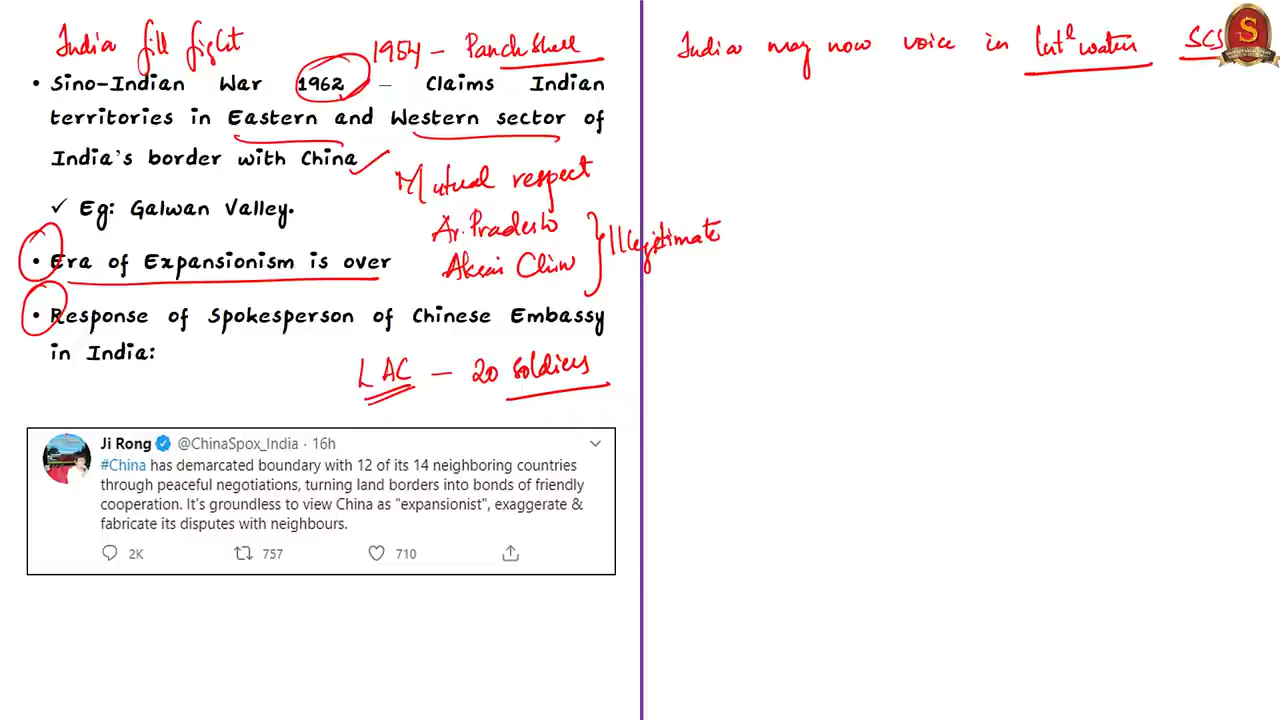 India fill fight
1954 - Panchsheel
India may now voice in Intl water SCS
• Sino-Indian War 1962 – Claims Indian
territories in Eastern and Western sector of
India's border with China
Mutual respect
✓ Eg: Galwan Valley.
Ar. Pradesh
Illegitimate
• Era of Expansionism is over
Aksai Chin
• Response of Spokesperson of Chinese Embassy
in India:
LAC - 20 soldiers
Ji Rong @ChinaSpox_India · 16h
#China has demarcated boundary with 12 of its 14 neighboring countries
through peaceful negotiations, turning land borders into bonds of friendly
cooperation. It's groundless to view China as "expansionist", exaggerate &
fabricate its disputes with neighbours.
2K 757 710
S